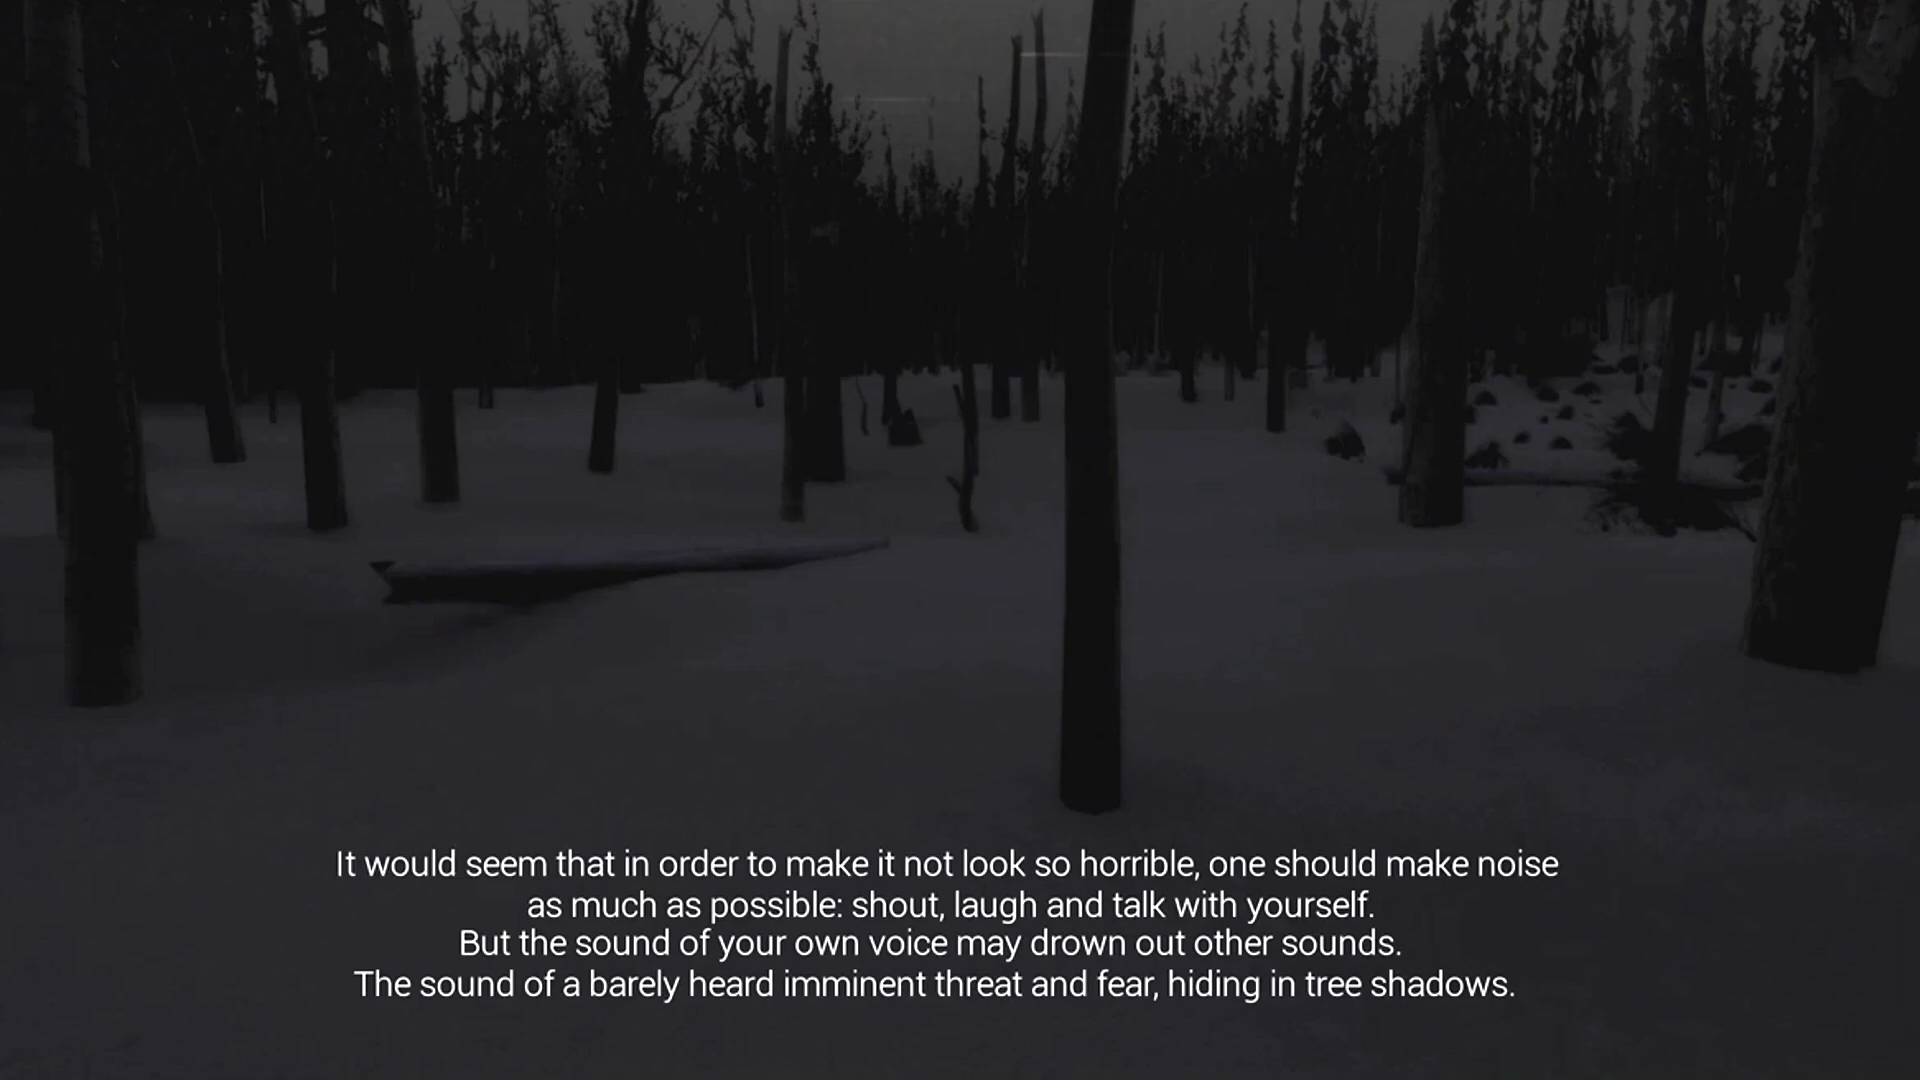 It would seem that in order to make it not look so horrible, one should make noise
as much as possible: shout, laugh and talk with yourself.
But the sound of your own voice may drown out other sounds.
The sound of a barely heard imminent threat and fear, hiding in tree shadows.